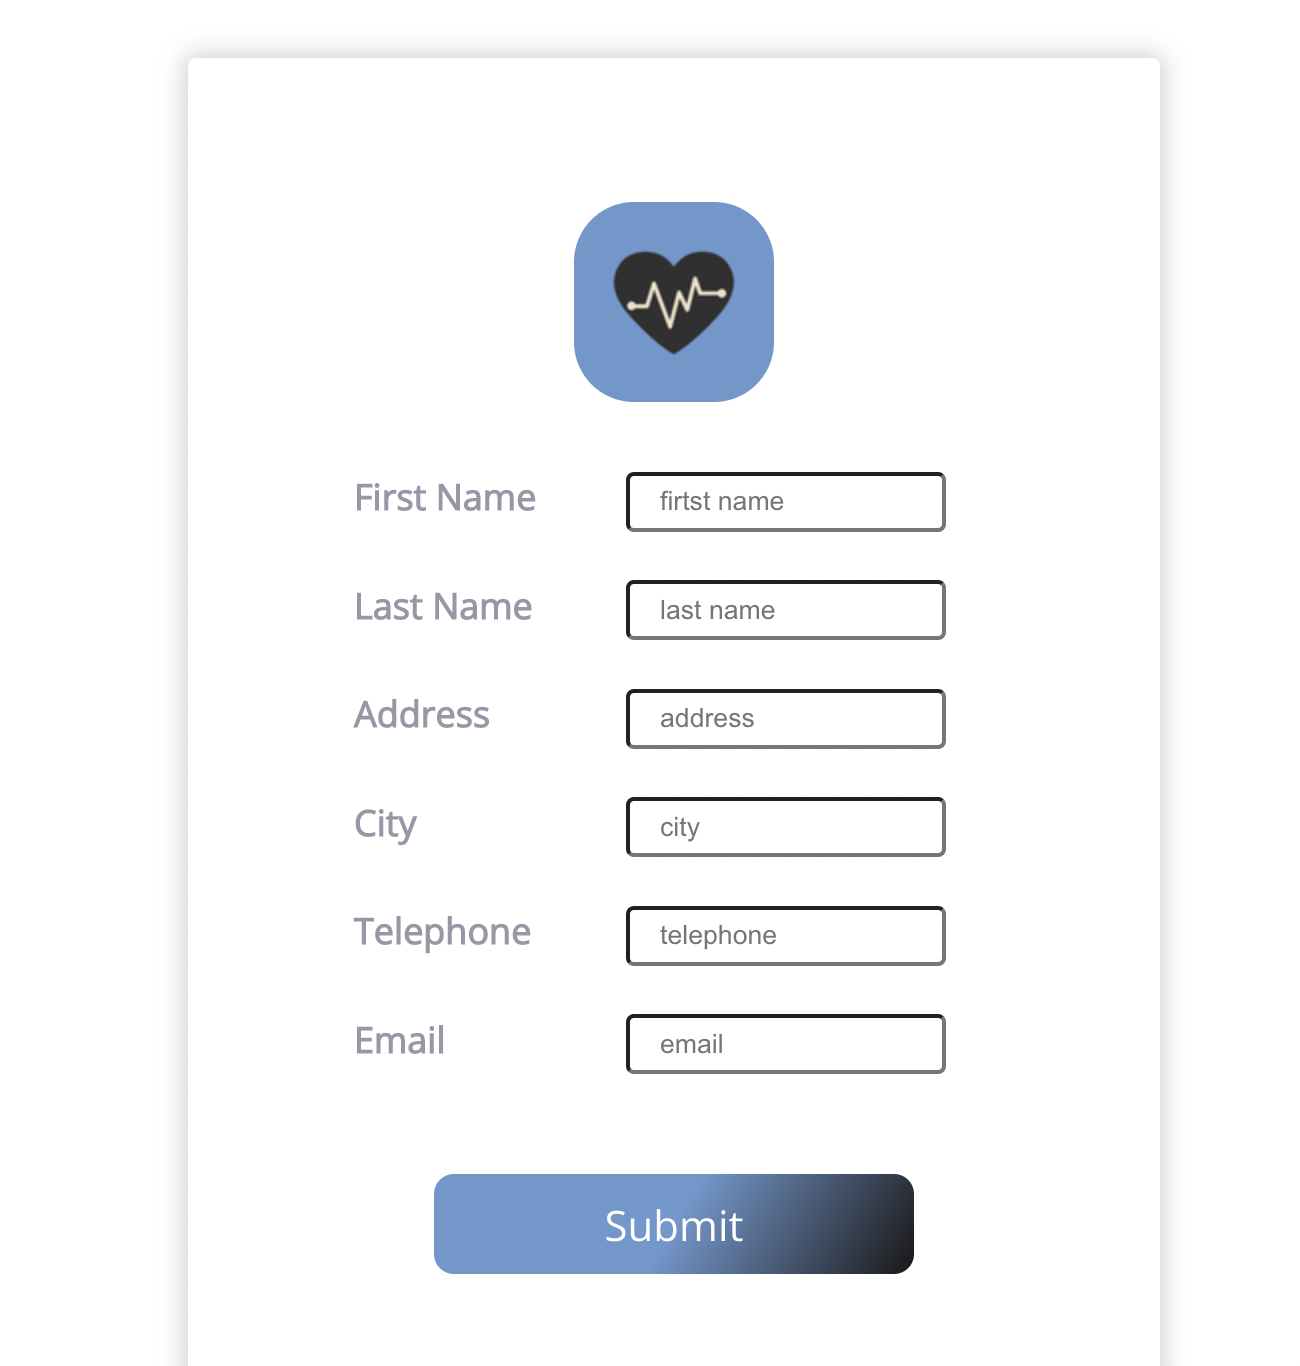 First Name firtst name
Last Name last name
Address address
City city
Telephone telephone
Email email
Submit